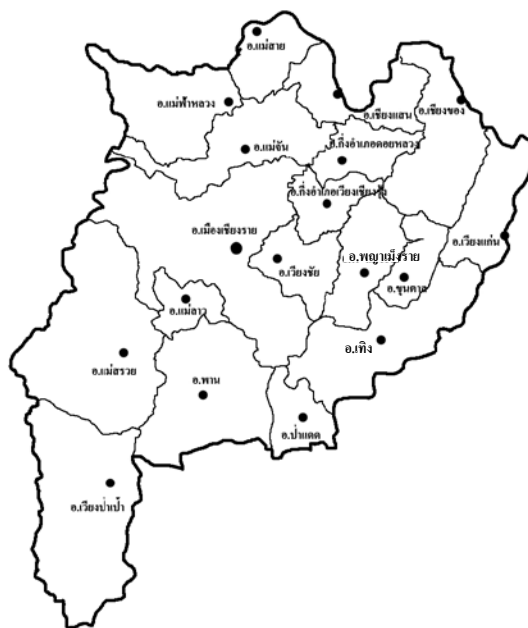 อ.แม่สาย
อ.แม่ฟ้าหลวง
อ.เชียงแสน
อ.เชียงของ
อ.แม่จัน
อ.กิ่งอำเภอดอยหลวง
อ.กิ่งอำเภอเวียงเชียงรุ้ง
อ.เมืองเชียงราย
อ.เวียงแก่น
อ.เวียงชัย
อ.พญาเม็งราย
อ.ขุนตาล
อ.แม่ลาว
อ.เทิง
อ.แม่สรวย
อ.พาน
อ.ป่าแดด
อ.เวียงป่าเป้า